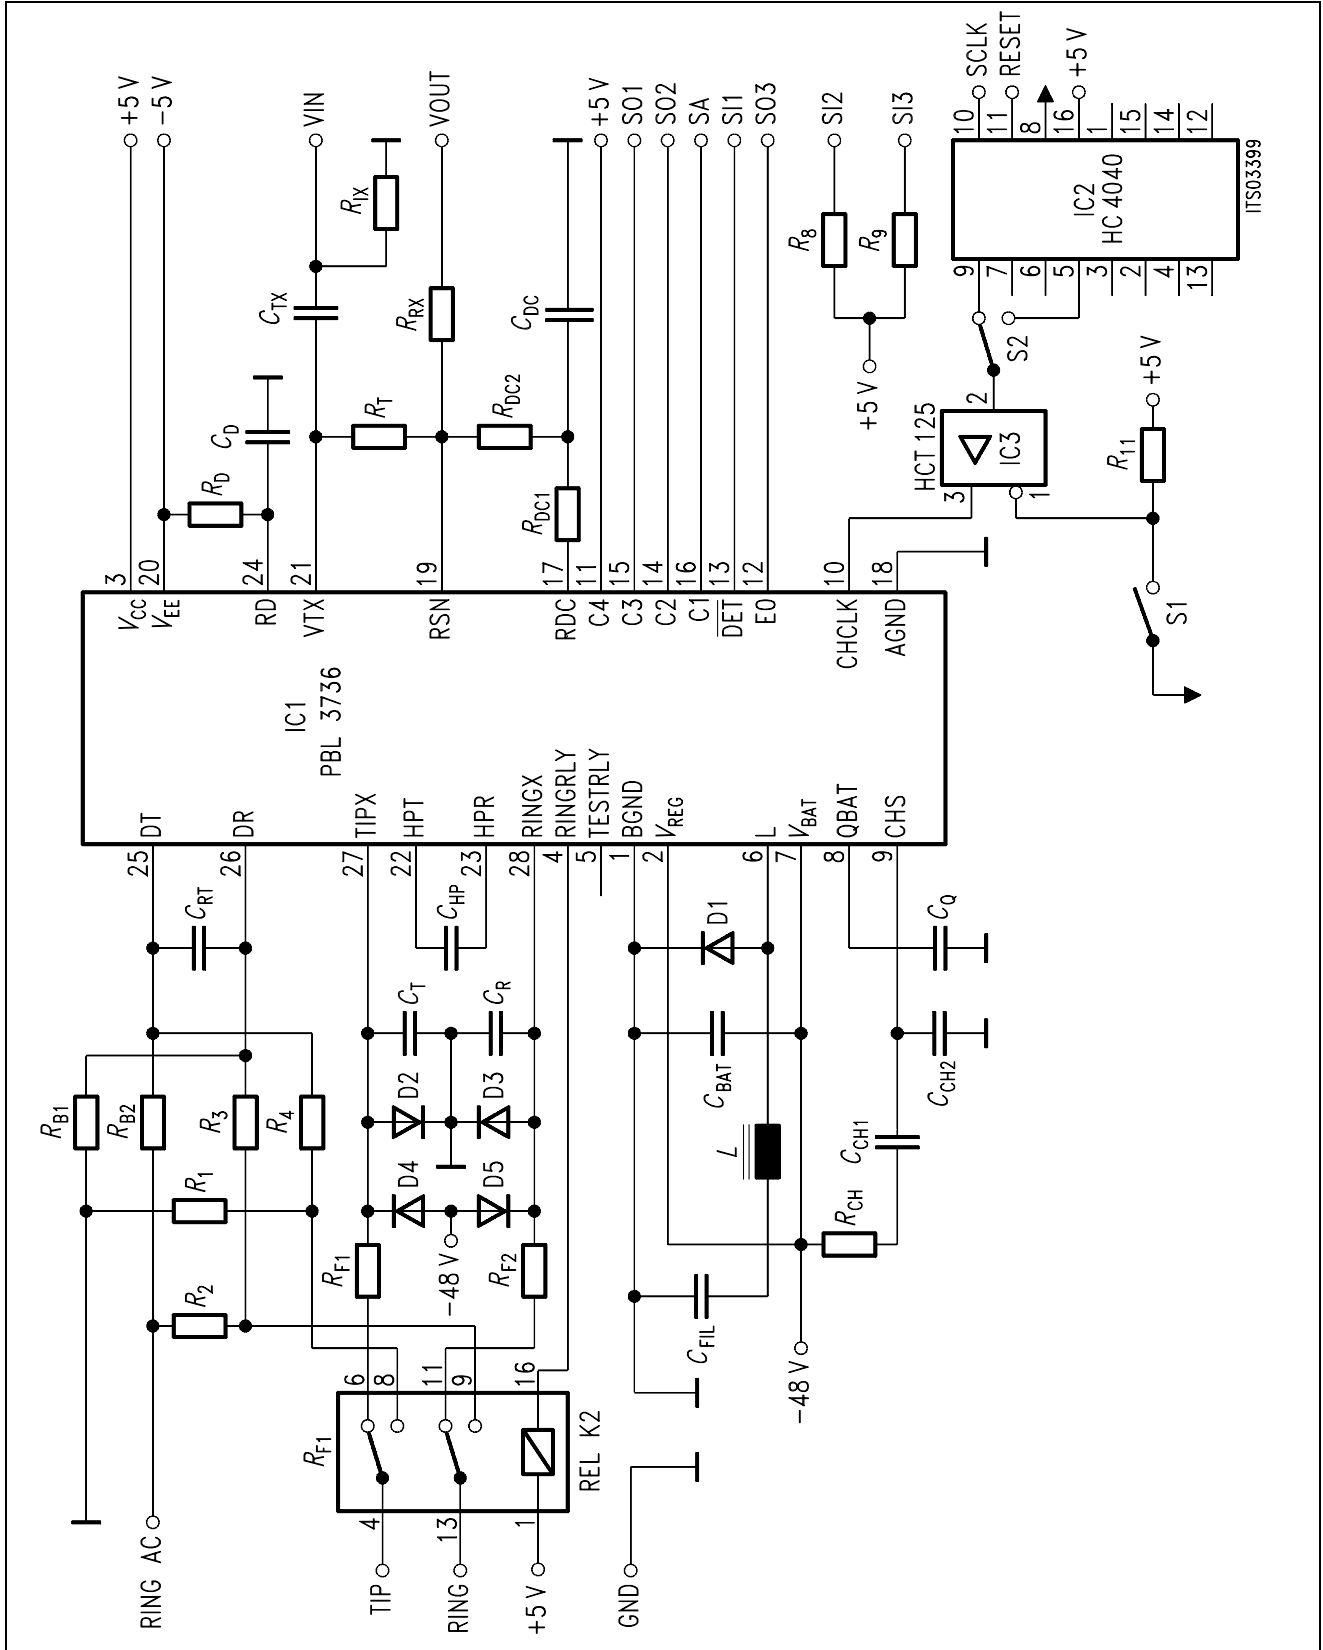 +5 V
−5 V
VIN
VOUT
+5 V
SO1
SO2
SA
SI1
SO3
SI2
SI3
SCLK
RESET
+5 V
10
11
8
16
1
15
14
12
IC2
HC 4040
ITS03399
9
7
6
5
3
2
4
13
RIX
CTX
RRX
CDC
R8
R9
+5 V
S2
CD
RD
RT
RDC2
RDC1
HCT 125
2
IC3
3
1
R11
+5 V
S1
3
20
24
21
19
17
11
15
14
16
13
12
10
18
VCC
VEE
RD
VTX
RSN
RDC
C4
C3
C2
C1
DET
E0
CHCLK
AGND
IC1
PBL 3736
DT
DR
TIPX
HPT
HPR
RINGX
RINGRLY
TESTRLY
BGND
VREG
L
VBAT
QBAT
CHS
25
26
27
22
23
28
4
5
1
2
6
7
8
9
CRT
CHP
D1
CQ
CT
CR
CBAT
CCH2
RB1
RB2
R3
R4
D2
D3
L
CCH1
R1
D4
D5
RCH
R2
RF1
−48 V
RF2
CFIL
−48 V
6
8
11
9
16
RF1
REL K2
4
13
1
RING AC
TIP
RING
+5 V
GND